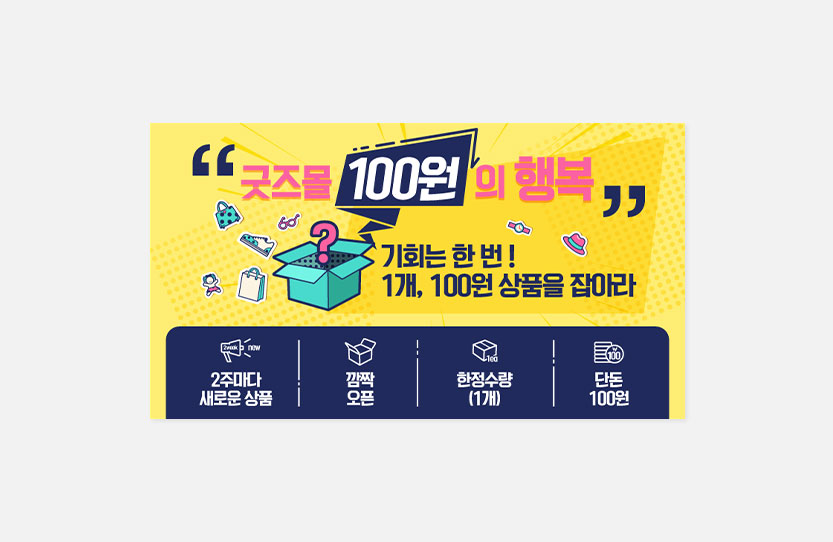 “굿즈몰 100원의 행복”
?
기회는 한 번 !
1개, 100원 상품을 잡아라
2week new
2주마다
새로운 상품
깜짝
오픈
1ea
한정수량
(1개)
100
단돈
100원